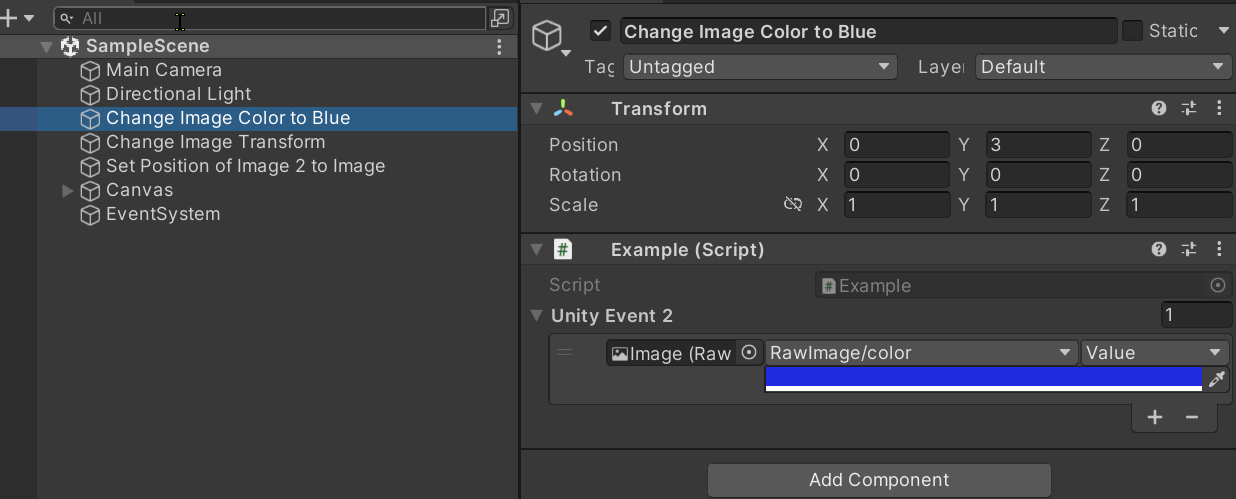 All
SampleScene
Main Camera
Directional Light
Change Image Color to Blue
Change Image Transform
Set Position of Image 2 to Image
Canvas
EventSystem
Change Image Color to Blue
Static
Tag Untagged Layer Default
Transform
Position X 0 Y 3 Z 0
Rotation X 0 Y 0 Z 0
Scale X 1 Y 1 Z 1
# Example (Script)
Script # Example
Unity Event 2 1
Image (Raw RawImage/color Value
Add Component